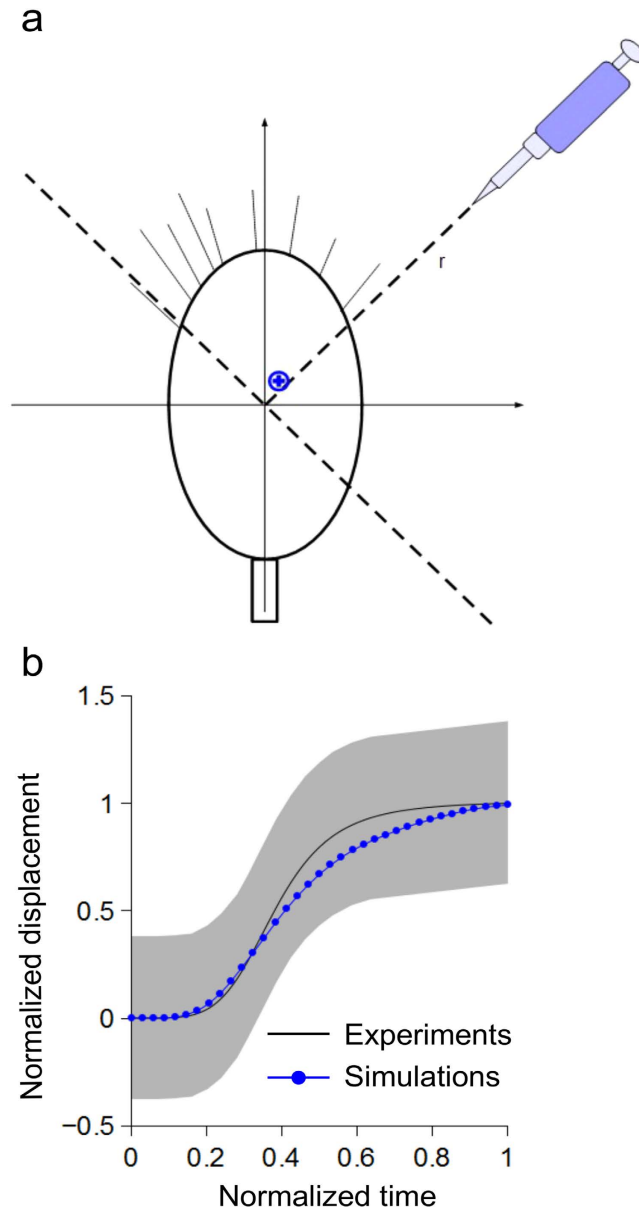 a
r
b
1.5
1
0.5
0
−0.5
Normalized displacement
Experiments
Simulations
0 0.2 0.4 0.6 0.8 1
Normalized time